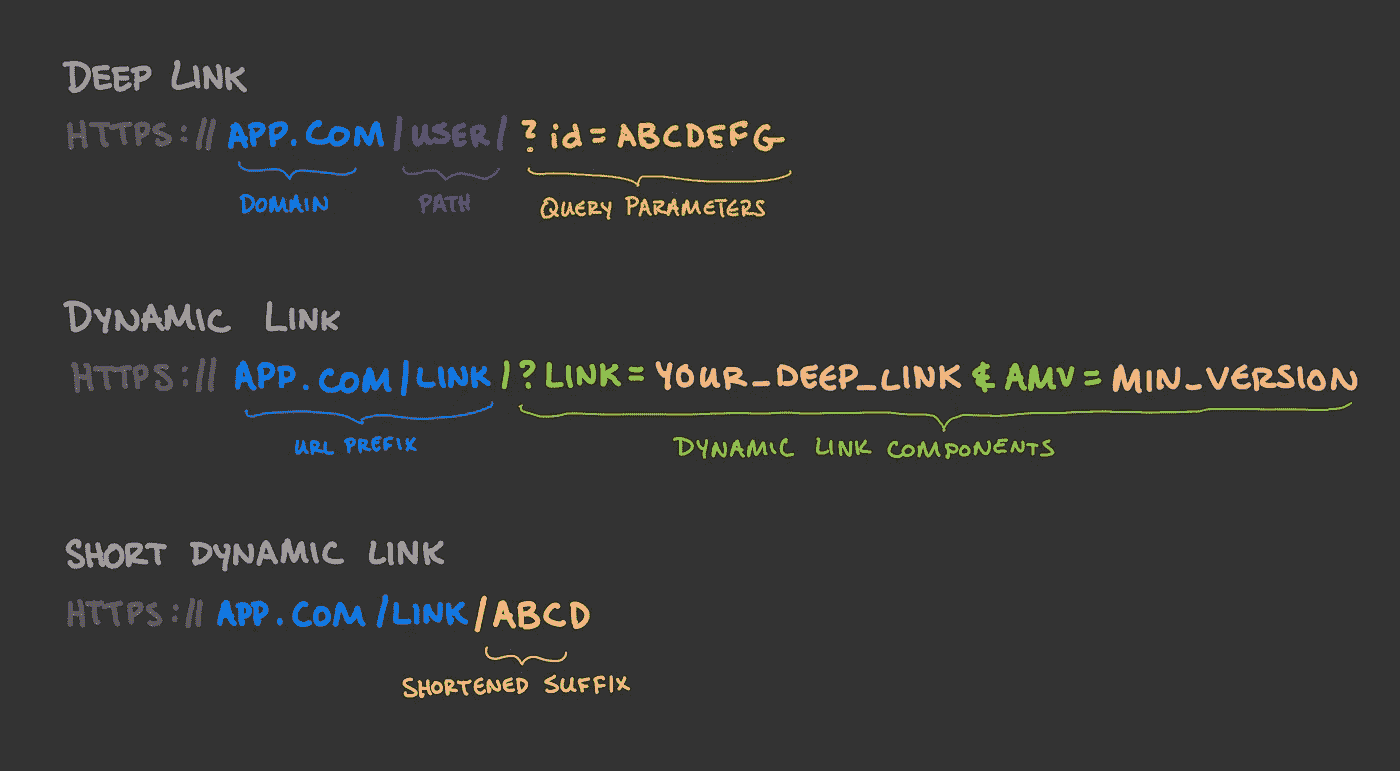 DEEP LINK
HTTPS:// APP.COM/USER/ ?id=ABCDEFG
DOMAIN PATH QUERY PARAMETERS
DYNAMIC LINK
HTTPS:// APP.COM/LINK/?LINK=YOUR_DEEP_LINK & AMV=MIN_VERSION
URL PREFIX DYNAMIC LINK COMPONENTS
SHORT DYNAMIC LINK
HTTPS:// APP.COM/LINK/ABCD
SHORTENED SUFFIX